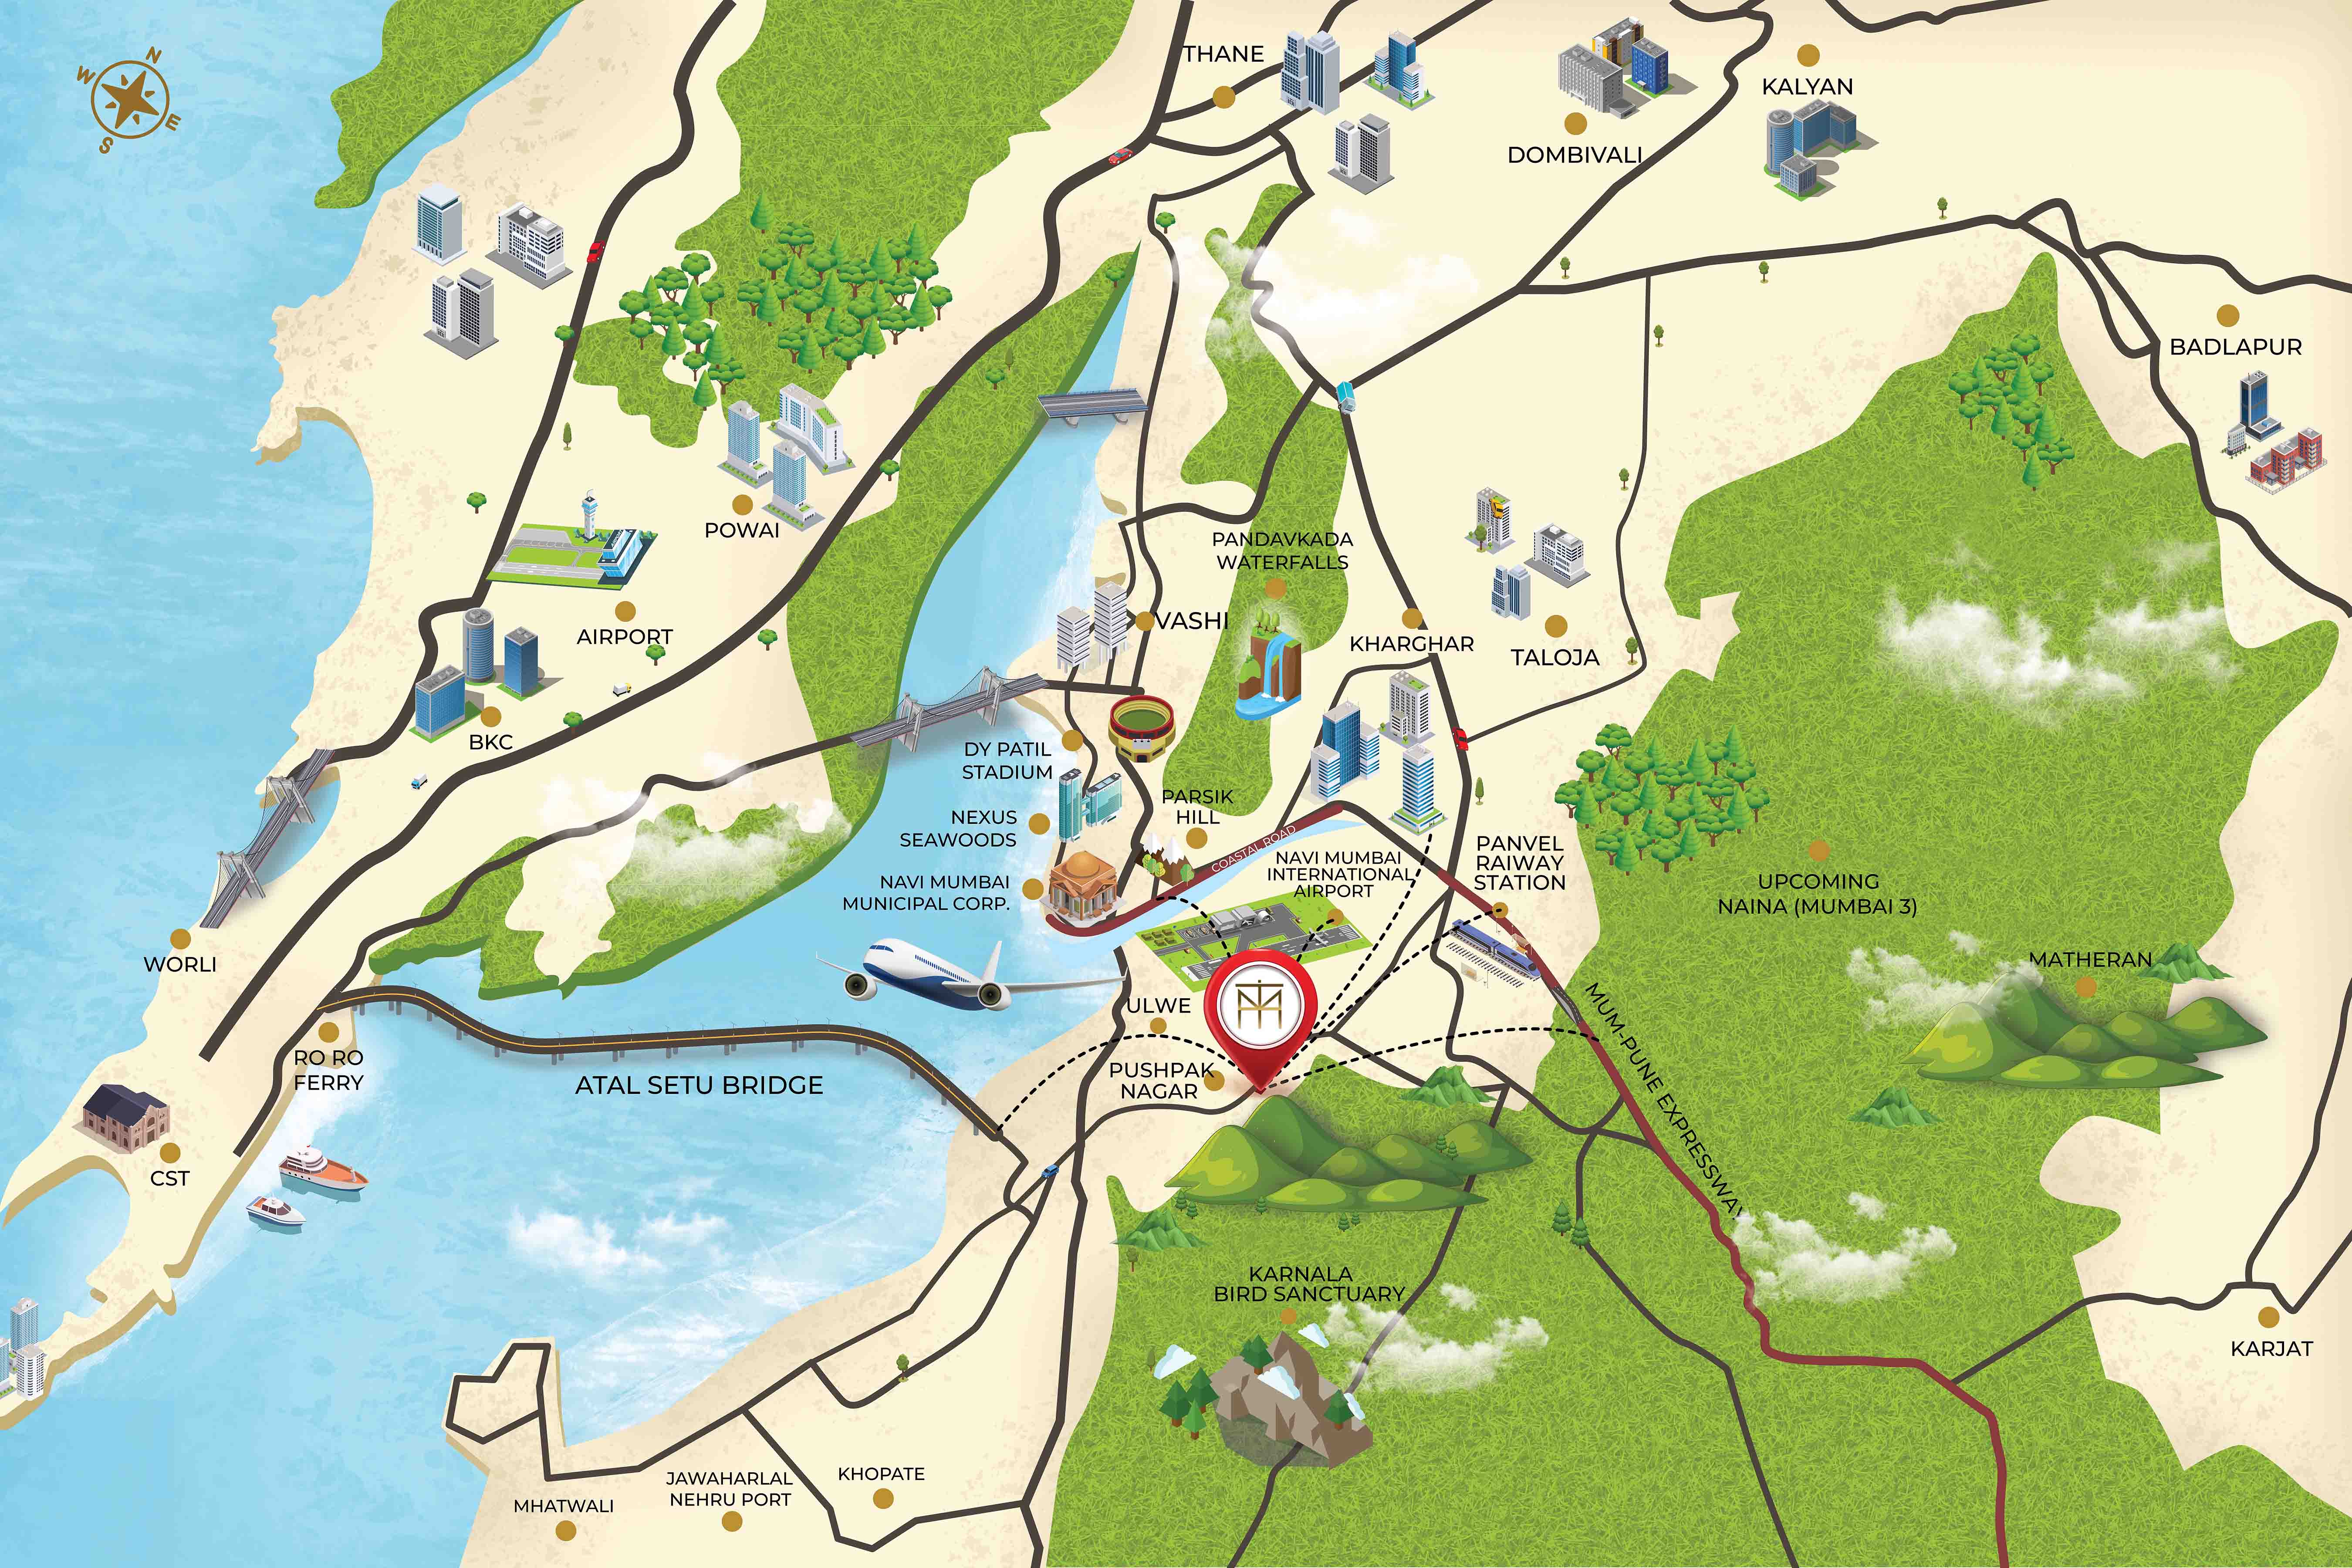 N
W
E
S
THANE
KALYAN
DOMBIVALI
BADLAPUR
POWAI
PANDAVKADA
WATERFALLS
AIRPORT
VASHI
KHARGHAR
TALOJA
BKC
DY PATIL
STADIUM
PARSIK
HILL
NEXUS
SEAWOODS
COASTAL ROAD
NAVI MUMBAI
INTERNATIONAL
AIRPORT
PANVEL
RAIWAY
STATION
NAVI MUMBAI
MUNICIPAL CORP.
UPCOMING
NAINA (MUMBAI 3)
WORLI
MATHERAN
ULWE
RO RO
FERRY
ATAL SETU BRIDGE
PUSHPAK
NAGAR
MUM-PUNE EXPRESSWAY
CST
KARNALA
BIRD SANCTUARY
KARJAT
MHATWALI
JAWAHARLAL
NEHRU PORT
KHOPATE